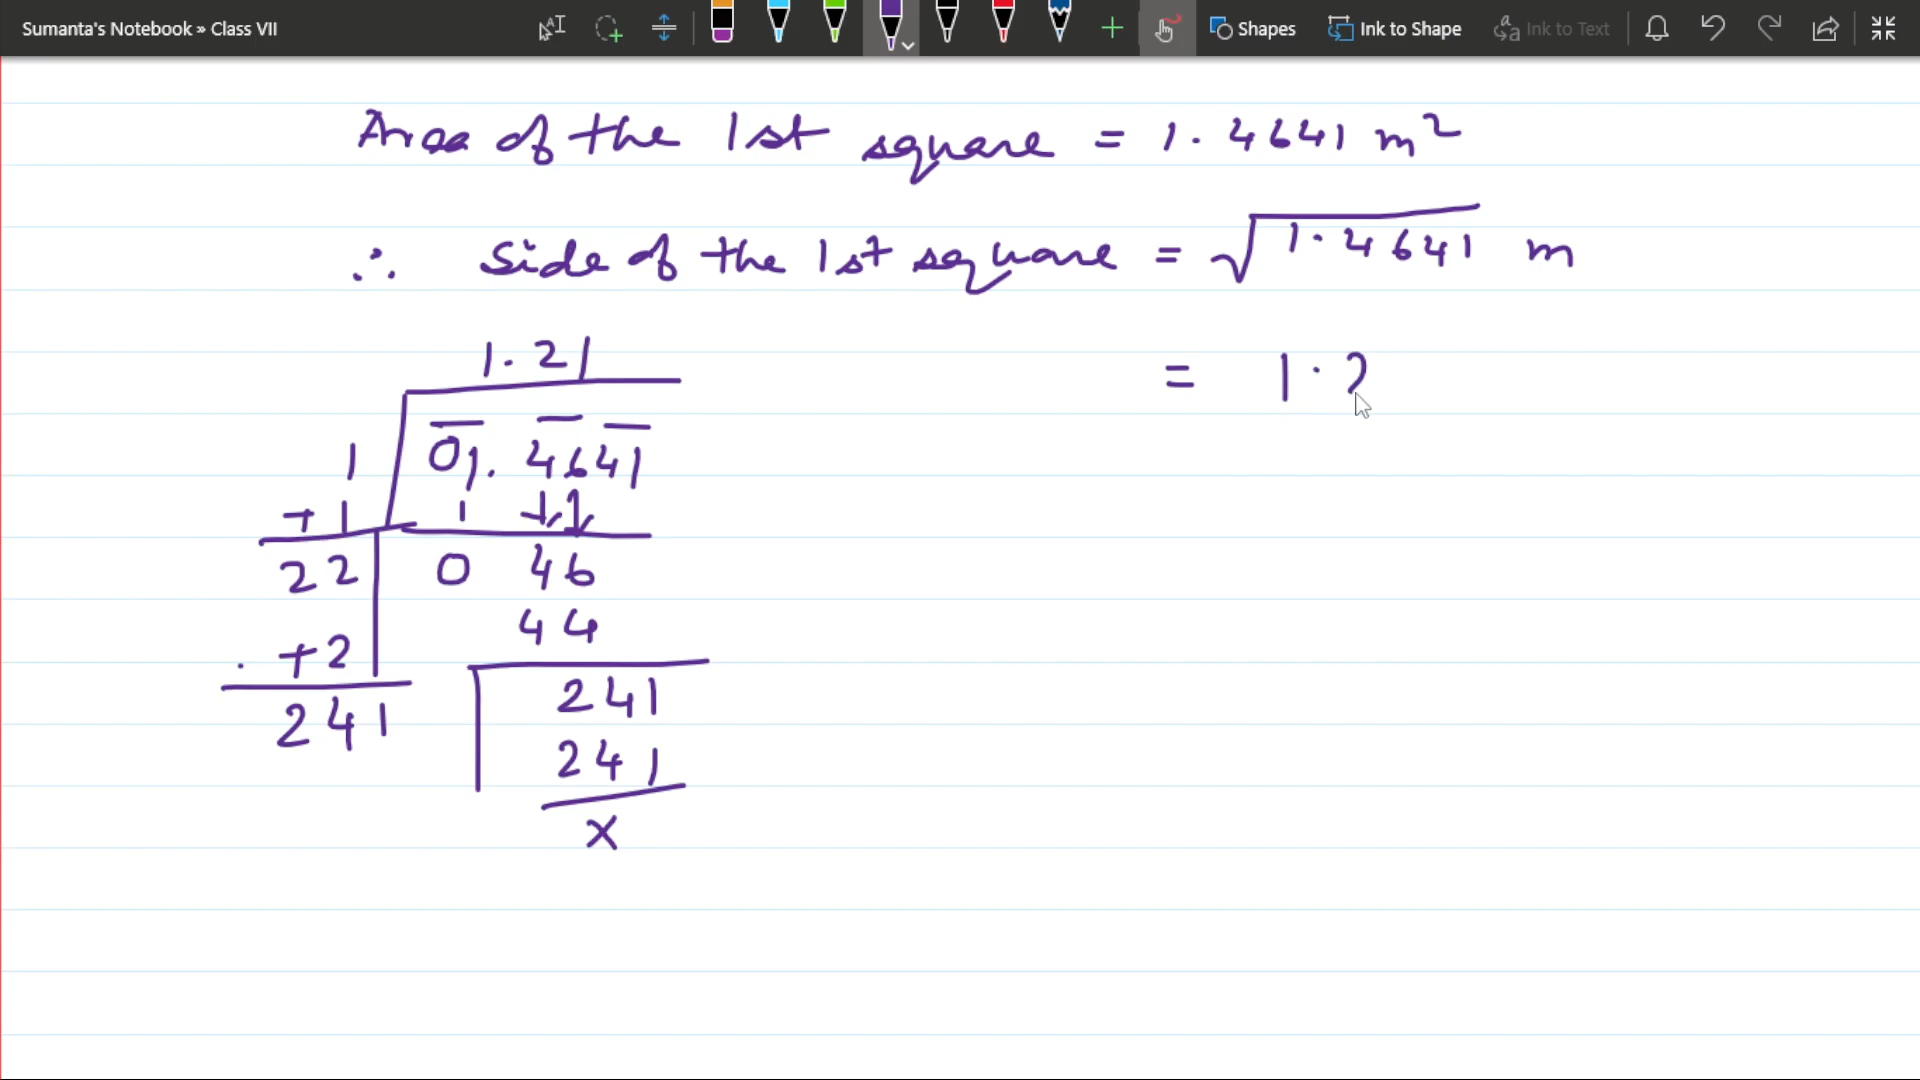 Sumanta's Notebook » Class VII
Shapes
Ink to Shape
Ink to Text
Area of the 1st square = 1.4641 m²
∴ Side of the 1st square = √1.4641 m
= 1.2
1.21
1 01.4641
+1 1
22 0 46
+2 44
241 241
241
x